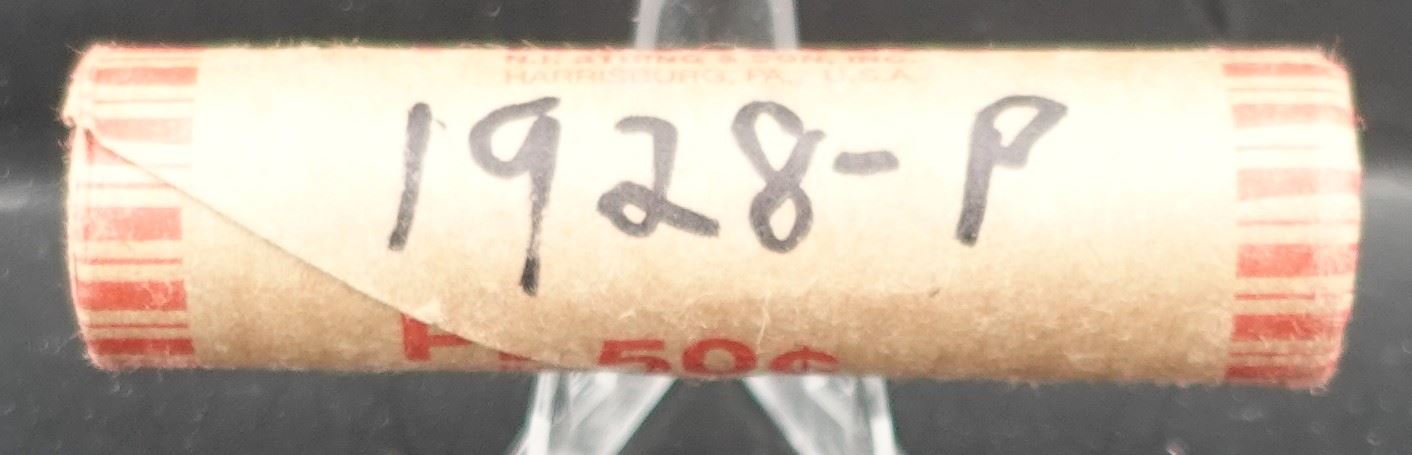 HARRISBURG, PA., U.S.A.
1928-P
50¢